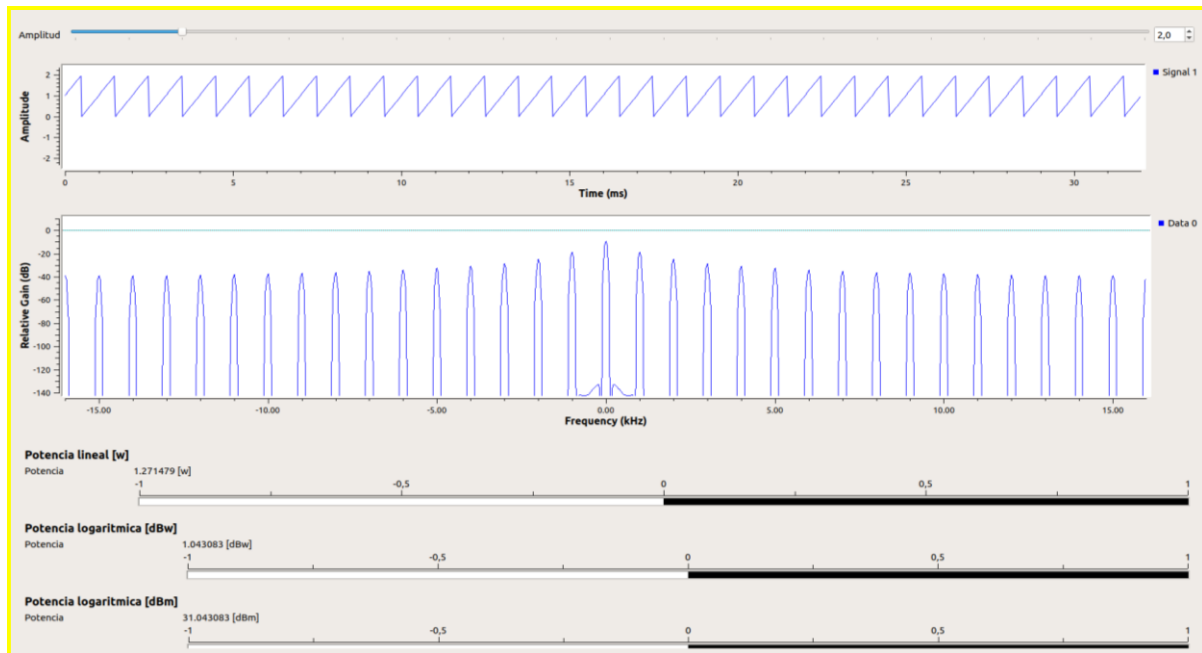 Amplitud 2,0
Signal 1
2
1
0
-1
-2
Amplitude
0 5 10 15 20 25 30
Time (ms)
Data 0
0
-20
-40
-60
-80
-100
-120
-140
Relative Gain (dB)
-15.00 -10.00 -5.00 0.00 5.00 10.00 15.00
Frequency (kHz)
Potencia lineal [w]
Potencia 1.271479 [w]
-1 -0,5 0 0,5 1
Potencia logaritmica [dBw]
Potencia 1.043083 [dBw]
-1 -0,5 0 0,5 1
Potencia logaritmica [dBm]
Potencia 31.043083 [dBm]
-1 -0,5 0 0,5 1